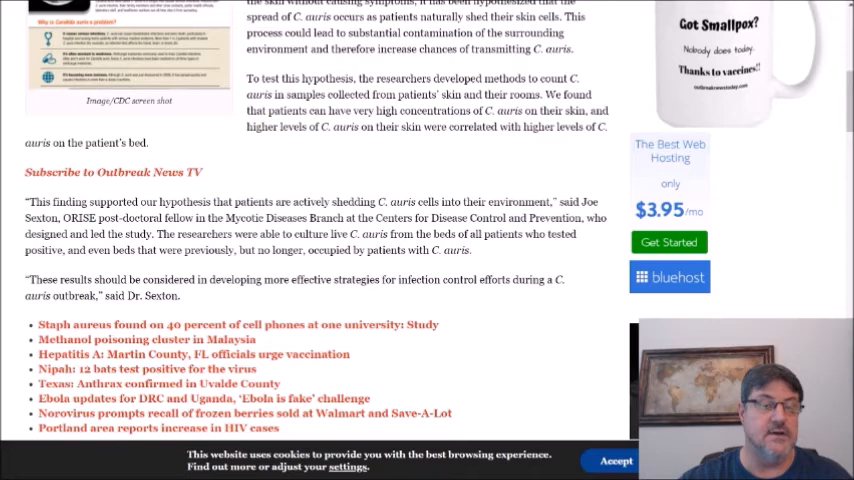 the skin without causing symptoms, it has been hypothesized that the
spread of C. auris occurs as patients naturally shed their skin cells. This
process could lead to substantial contamination of the surrounding
environment and therefore increase chances of transmitting C. auris.
Why is Candida auris a problem?
Image/CDC screen shot
To test this hypothesis, the researchers developed methods to count C.
auris in samples collected from patients' skin and their rooms. We found
that patients can have very high concentrations of C. auris on their skin, and
higher levels of C. auris on their skin were correlated with higher levels of C.
auris on the patient's bed.
Subscribe to Outbreak News TV
“This finding supported our hypothesis that patients are actively shedding C. auris cells into their environment,” said Joe
Sexton, ORISE post-doctoral fellow in the Mycotic Diseases Branch at the Centers for Disease Control and Prevention, who
designed and led the study. The researchers were able to culture live C. auris from the beds of all patients who tested
positive, and even beds that were previously, but no longer, occupied by patients with C. auris.
“These results should be considered in developing more effective strategies for infection control efforts during a C.
auris outbreak,” said Dr. Sexton.
Staph aureus found on 40 percent of cell phones at one university: Study
Methanol poisoning cluster in Malaysia
Hepatitis A: Martin County, FL officials urge vaccination
Nipah: 12 bats test positive for the virus
Texas: Anthrax confirmed in Uvalde County
Ebola updates for DRC and Uganda, ‘Ebola is fake’ challenge
Norovirus prompts recall of frozen berries sold at Walmart and Save-A-Lot
Portland area reports increase in HIV cases
Got Smallpox?
Nobody does today.
Thanks to vaccines!!
outbreaknewstoday.com
The Best Web
Hosting
only
$3.95/mo
Get Started
bluehost
This website uses cookies to provide you with the best browsing experience.
Find out more or adjust your settings.
Accept